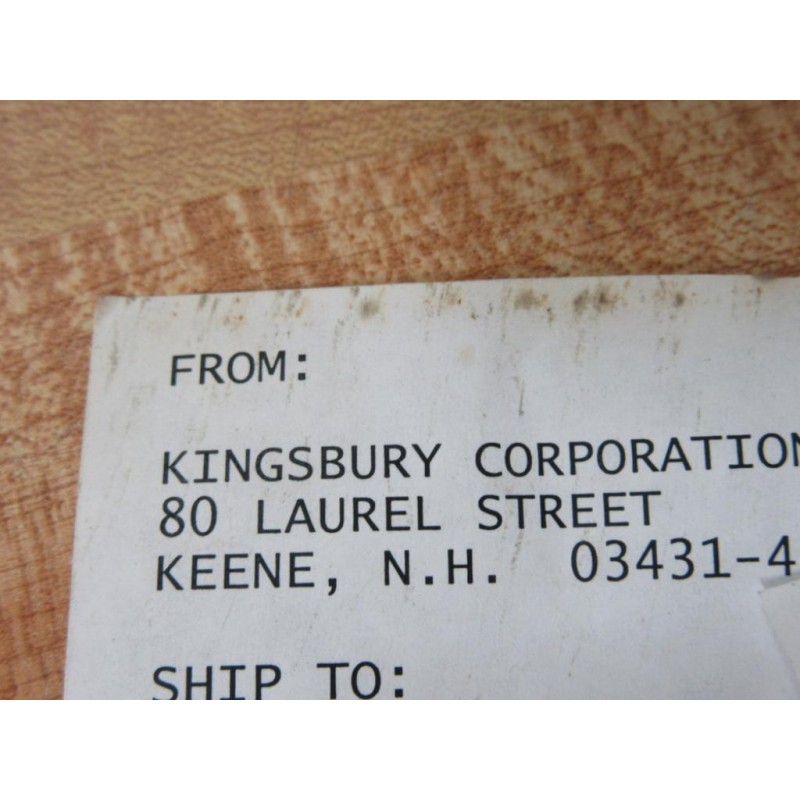 FROM:
KINGSBURY CORPORATION
80 LAUREL STREET
KEENE, N.H. 03431-4
SHIP TO: